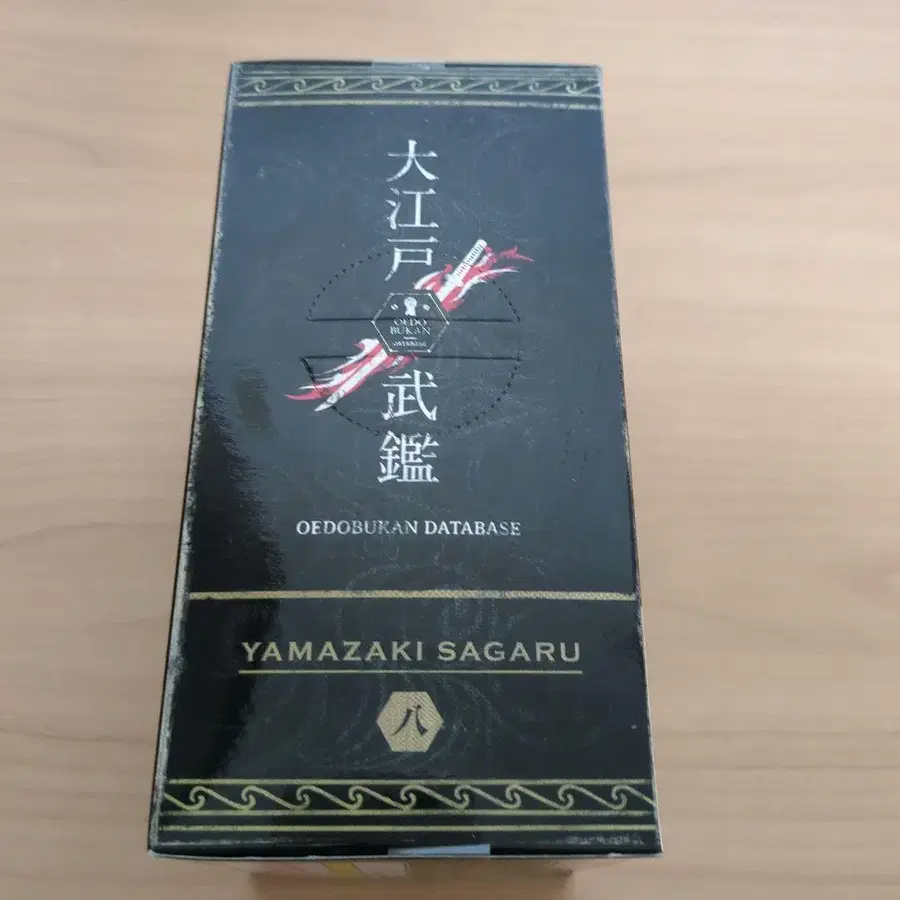 大江戸
OEDO
BUKAN
DATABASE
武鑑
OEDOBUKAN DATABASE
YAMAZAKI SAGARU
八